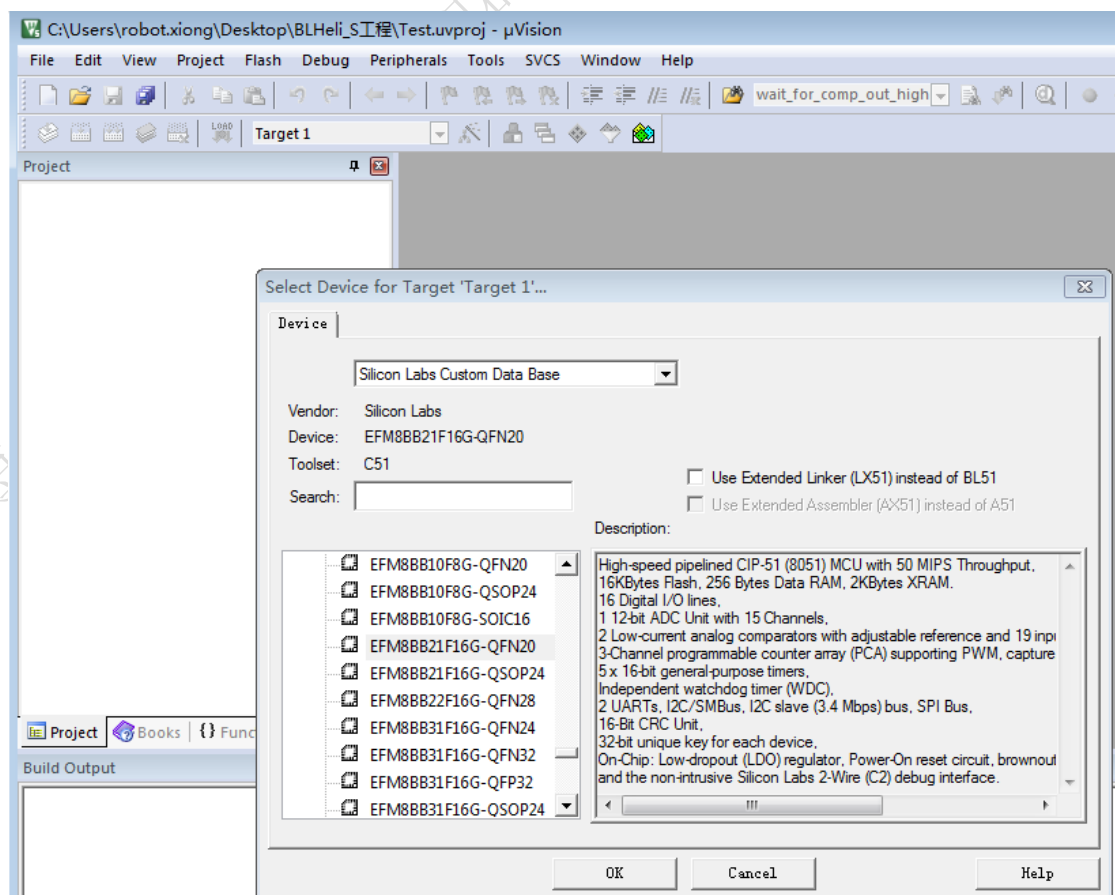 C:\Users\robot.xiong\Desktop\BLHeli_S工程\Test.uvproj - µVision
File Edit View Project Flash Debug Peripherals Tools SVCS Window Help
wait_for_comp_out_high
LOAD Target 1
Project
Select Device for Target 'Target 1'...
Device
Silicon Labs Custom Data Base
Vendor: Silicon Labs
Device: EFM8BB21F16G-QFN20
Toolset: C51
Search:
Use Extended Linker (LX51) instead of BL51
Use Extended Assembler (AX51) instead of A51
Description:
EFM8BB10F8G-QFN20
EFM8BB10F8G-QSOP24
EFM8BB10F8G-SOIC16
EFM8BB21F16G-QFN20
EFM8BB21F16G-QSOP24
EFM8BB22F16G-QFN28
EFM8BB31F16G-QFN24
EFM8BB31F16G-QFN32
EFM8BB31F16G-QFP32
EFM8BB31F16G-QSOP24
High-speed pipelined CIP-51 (8051) MCU with 50 MIPS Throughput,
16KBytes Flash, 256 Bytes Data RAM, 2KBytes XRAM.
16 Digital I/O lines,
1 12-bit ADC Unit with 15 Channels,
2 Low-current analog comparators with adjustable reference and 19 inpu
3-Channel programmable counter array (PCA) supporting PWM, capture
5 x 16-bit general-purpose timers,
Independent watchdog timer (WDC),
2 UARTs, I2C/SMBus, I2C slave (3.4 Mbps) bus, SPI Bus,
16-Bit CRC Unit,
32-bit unique key for each device,
On-Chip: Low-dropout (LDO) regulator, Power-On reset circuit, brownout
and the non-intrusive Silicon Labs 2-Wire (C2) debug interface.
Project Books {} Func
Build Output
OK Cancel Help